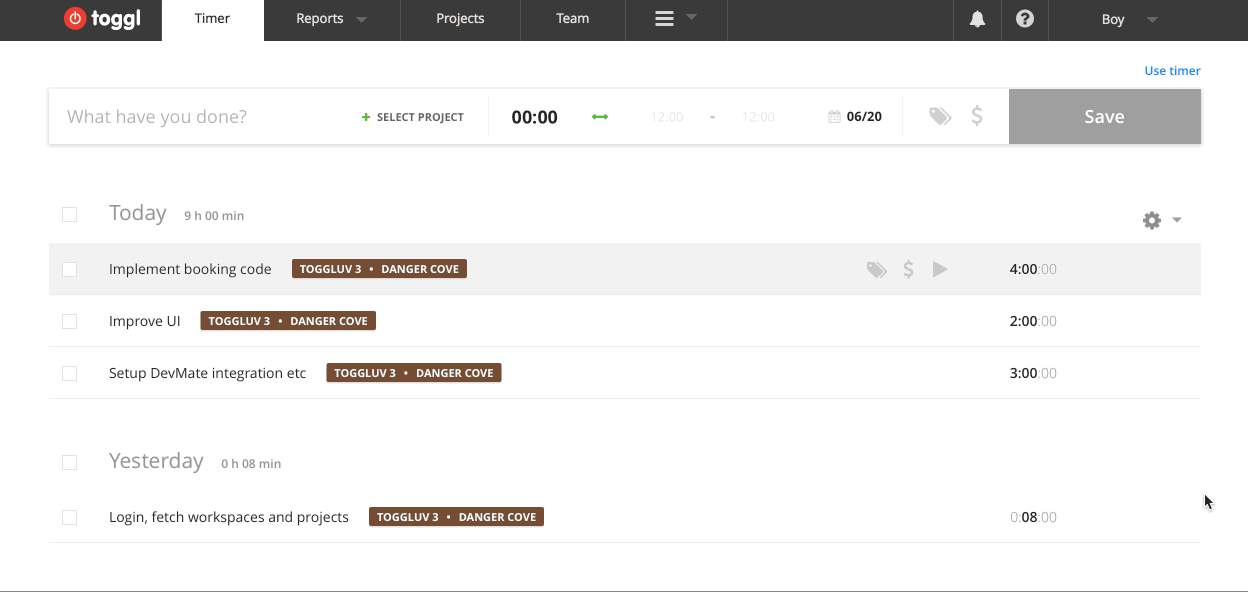 toggl Timer Reports Projects Team Boy
Use timer
What have you done? + SELECT PROJECT 00:00 12:00 - 12:00 06/20 $ Save
Today 9 h 00 min
Implement booking code TOGGLUV 3 • DANGER COVE $ 4:00:00
Improve UI TOGGLUV 3 • DANGER COVE 2:00:00
Setup DevMate integration etc TOGGLUV 3 • DANGER COVE 3:00:00
Yesterday 0 h 08 min
Login, fetch workspaces and projects TOGGLUV 3 • DANGER COVE 0:08:00